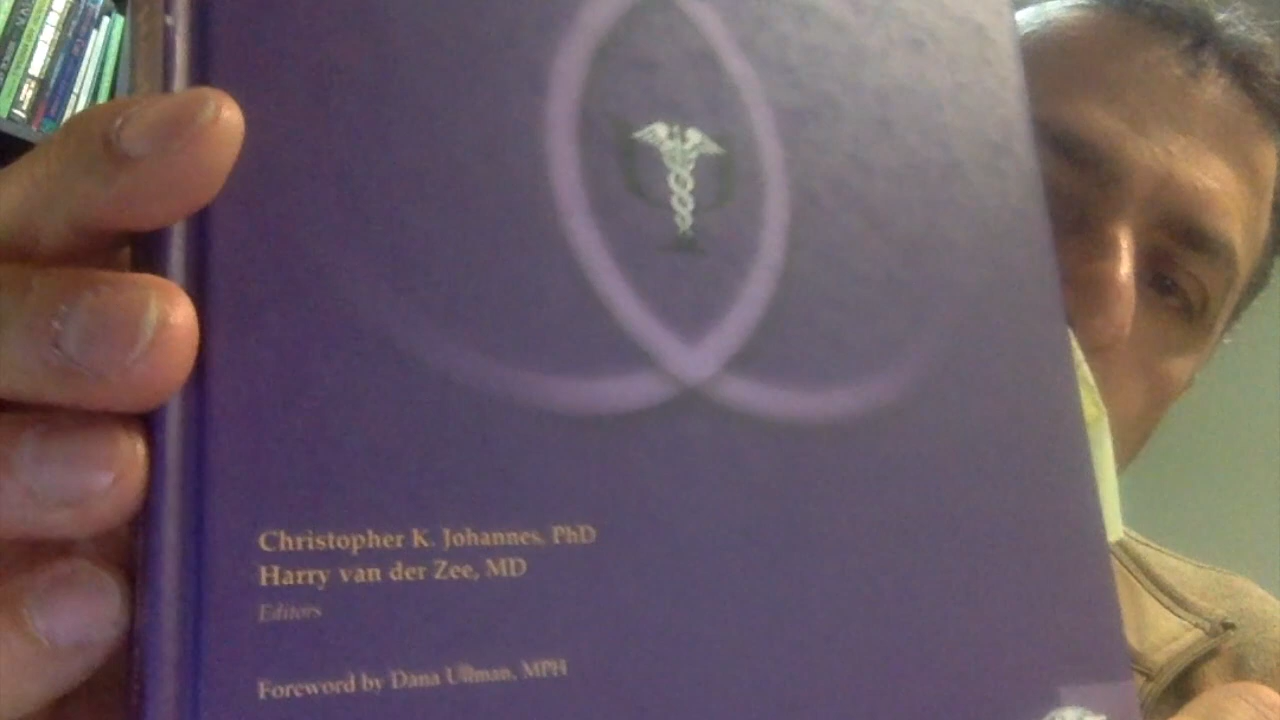 Christopher K. Johannes, PhD
Harry van der Zee, MD
Editors
Foreword by Dana Ullman, MPH